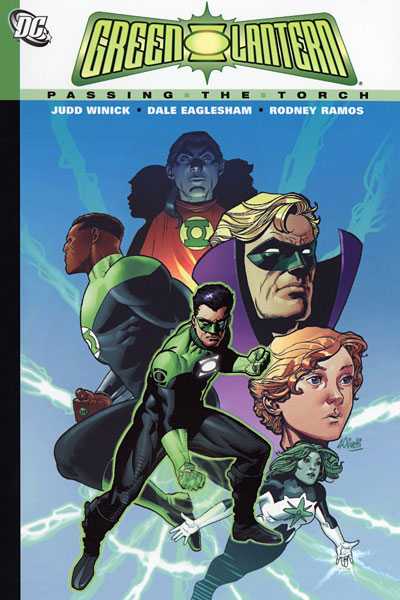 DC
GREEN LANTERN
PASSING • THE • TORCH
JUDD WINICK • DALE EAGLESHAM • RODNEY RAMOS